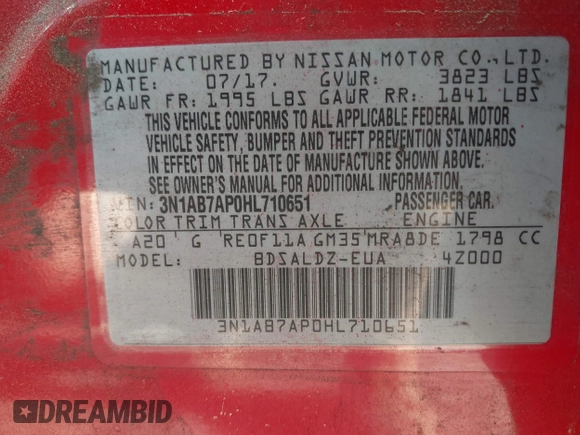 MANUFACTURED BY NISSAN MOTOR CO., LTD.
DATE: 07/17. GVWR: 3823 LBS
GAWR FR: 1995 LBS GAWR RR: 1841 LBS
THIS VEHICLE CONFORMS TO ALL APPLICABLE FEDERAL MOTOR
VEHICLE SAFETY, BUMPER AND THEFT PREVENTION STANDARDS
IN EFFECT ON THE DATE OF MANUFACTURE SHOWN ABOVE.
SEE OWNER'S MANUAL FOR ADDITIONAL INFORMATION.
VIN: 3N1AB7AP0HL710651 PASSENGER CAR.
COLOR TRIM TRANS AXLE ENGINE
A20 G RE0F11A GM35 MRA8DE 1798 CC
MODEL: BDSALDZ-EUA 4Z000
3N1AB7AP0HL710651
DREAMBID